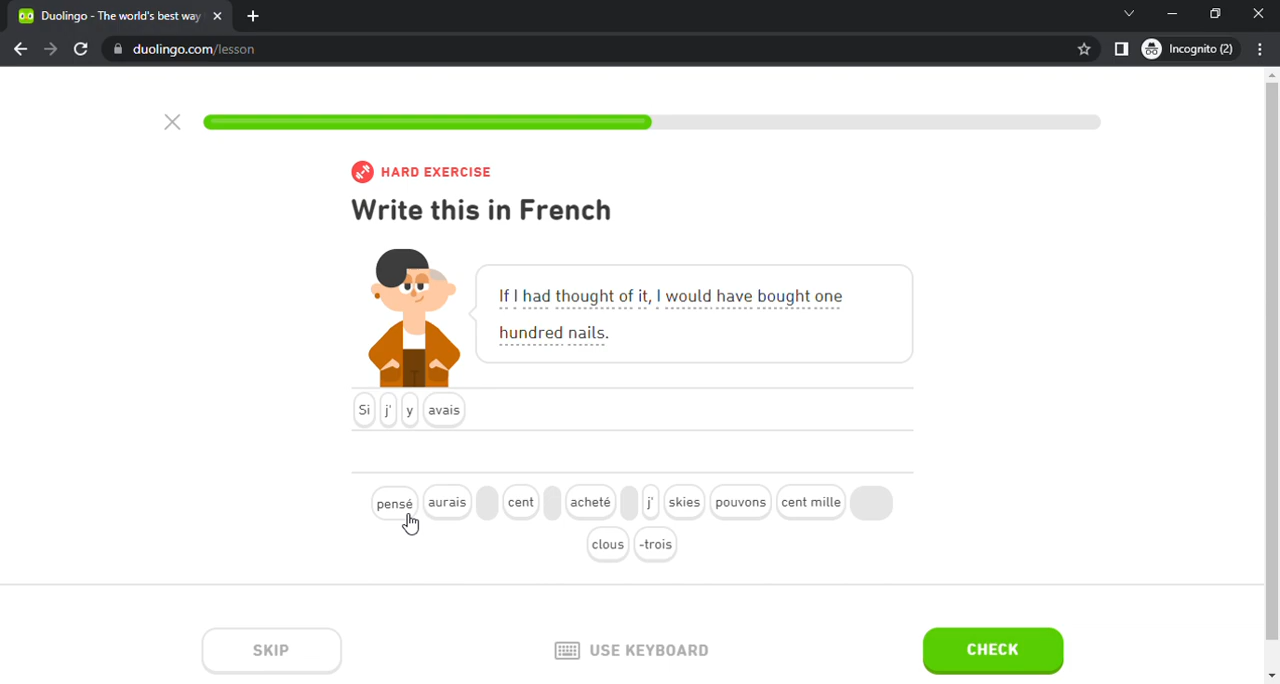 Duolingo - The world's best way
duolingo.com/lesson
Incognito (2)
HARD EXERCISE
Write this in French
If I had thought of it, I would have bought one
hundred nails.
Si j' y avais
pensé aurais cent acheté j' skies pouvons cent mille
clous -trois
SKIP USE KEYBOARD CHECK